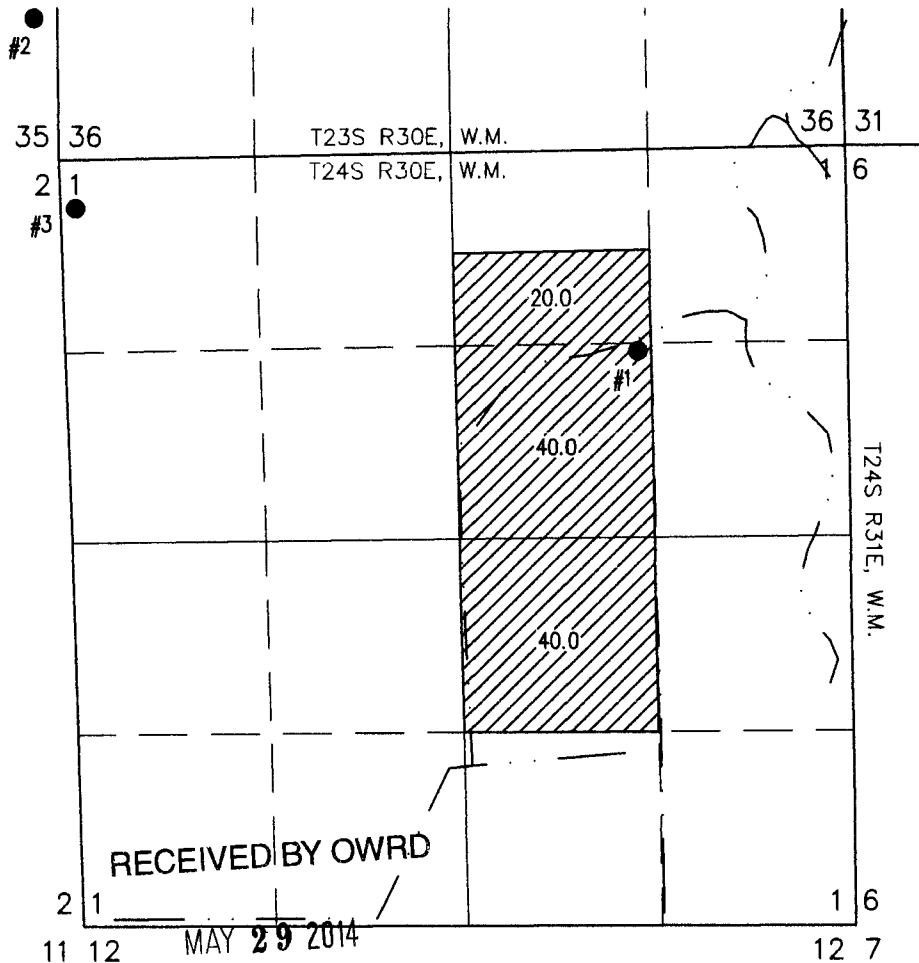 #2
35 36
T23S R30E, W.M.
36 31
2 1
T24S R30E, W.M.
1 6
#3
20.0
#1
40.0
T24S R31E, W.M.
40.0
RECEIVED BY OWRD
2 1
1 6
MAY 29 2014
11 12
12 7